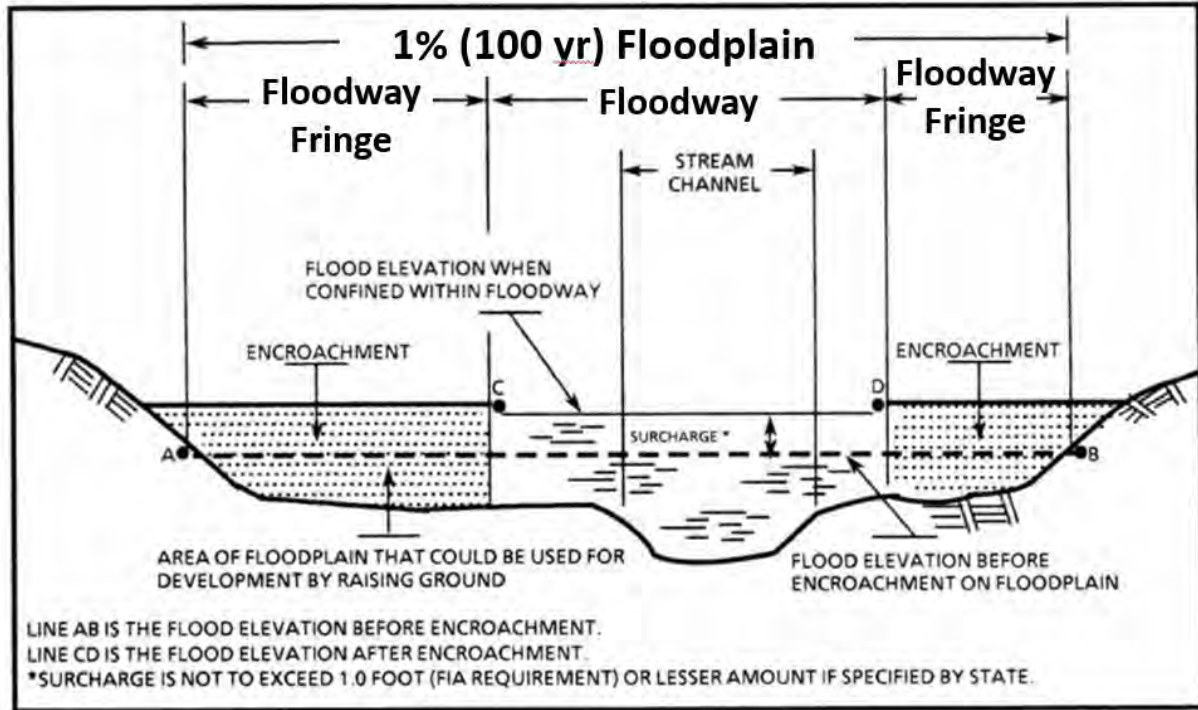 1% (100 yr) Floodplain
Floodway
Fringe
Floodway
Floodway
Fringe
STREAM
CHANNEL
FLOOD ELEVATION WHEN
CONFINED WITHIN FLOODWAY
ENCROACHMENT
ENCROACHMENT
C
D
SURCHARGE *
A
B
AREA OF FLOODPLAIN THAT COULD BE USED FOR
DEVELOPMENT BY RAISING GROUND
FLOOD ELEVATION BEFORE
ENCROACHMENT ON FLOODPLAIN
LINE AB IS THE FLOOD ELEVATION BEFORE ENCROACHMENT.
LINE CD IS THE FLOOD ELEVATION AFTER ENCROACHMENT.
*SURCHARGE IS NOT TO EXCEED 1.0 FOOT (FIA REQUIREMENT) OR LESSER AMOUNT IF SPECIFIED BY STATE.